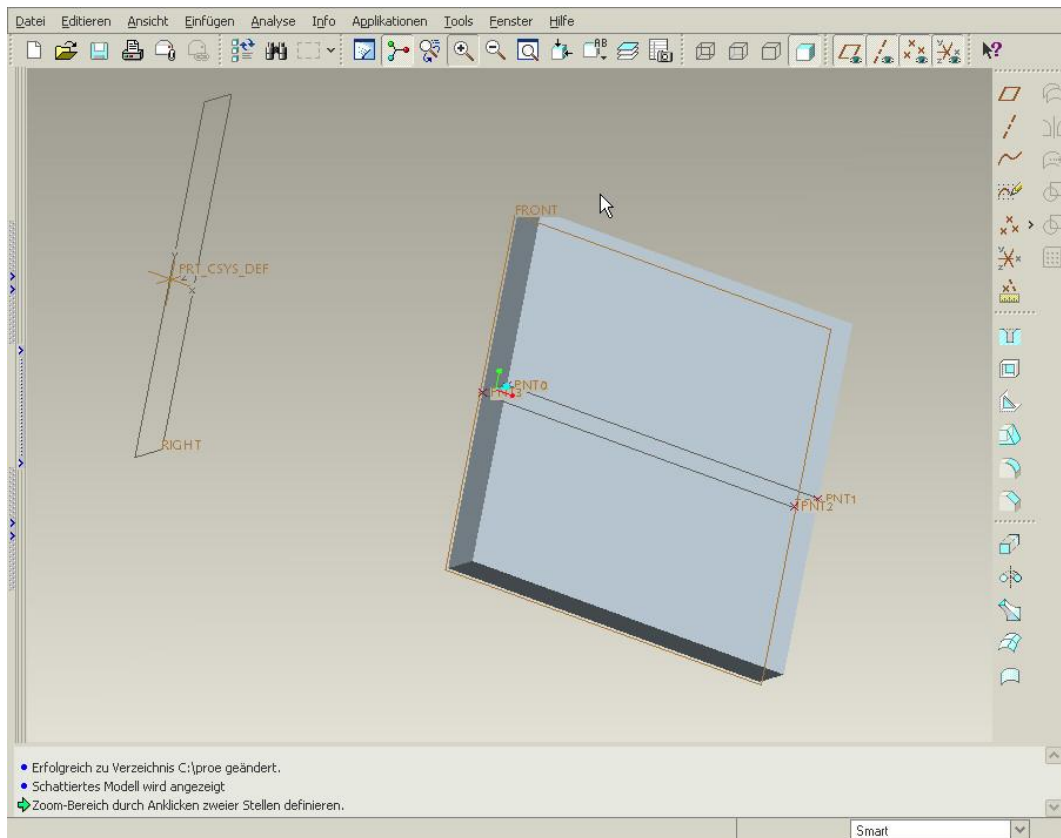 Datei Editieren Ansicht Einfügen Analyse Info Applikationen Tools Fenster Hilfe
FRONT
PRT_CSYS_DEF
RIGHT
PNT0
PNT3
PNT1
PNT2
Erfolgreich zu Verzeichnis C:\proe geändert.
Schattiertes Modell wird angezeigt
Zoom-Bereich durch Anklicken zweier Stellen definieren.
Smart